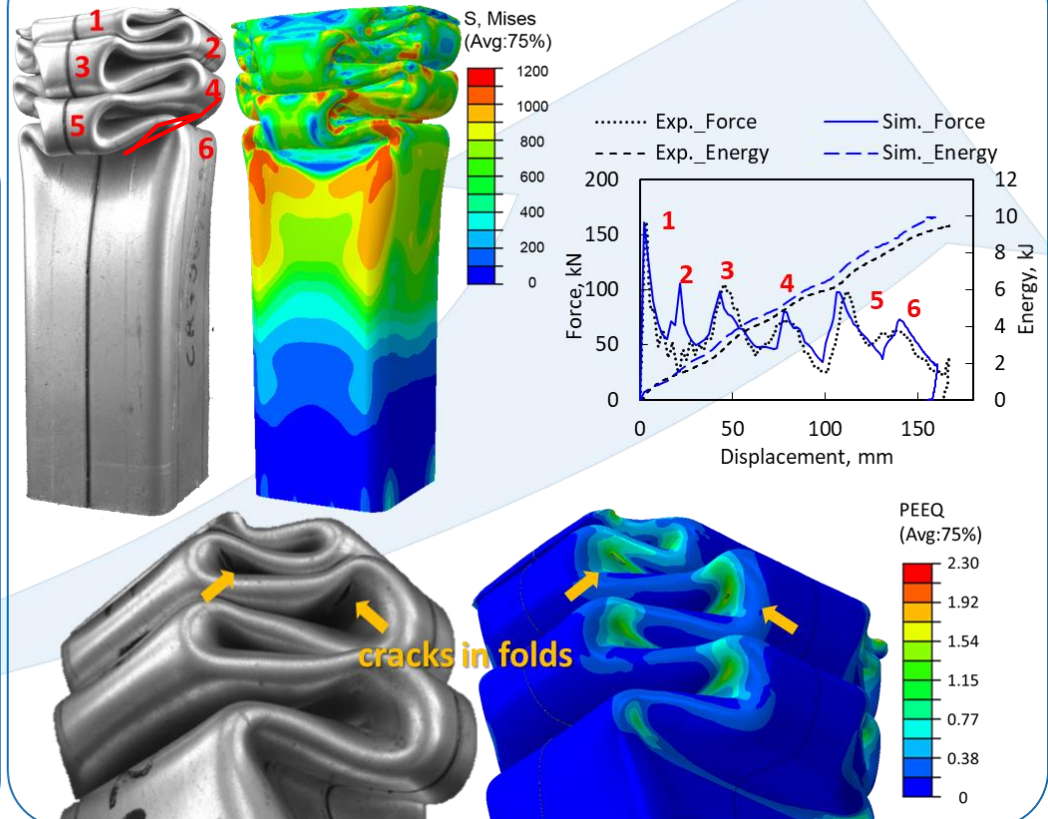 1
2
3
4
5
6
S, Mises
(Avg:75%)
1200
1000
800
600
400
200
0
Exp._Force
Sim._Force
Exp._Energy
Sim._Energy
200
150
100
50
0
Force, kN
12
10
8
6
4
2
0
Energy, kJ
1
2
3
4
5
6
0 50 100 150
Displacement, mm
PEEQ
(Avg:75%)
2.30
1.92
1.54
1.15
0.77
0.38
0
cracks in folds